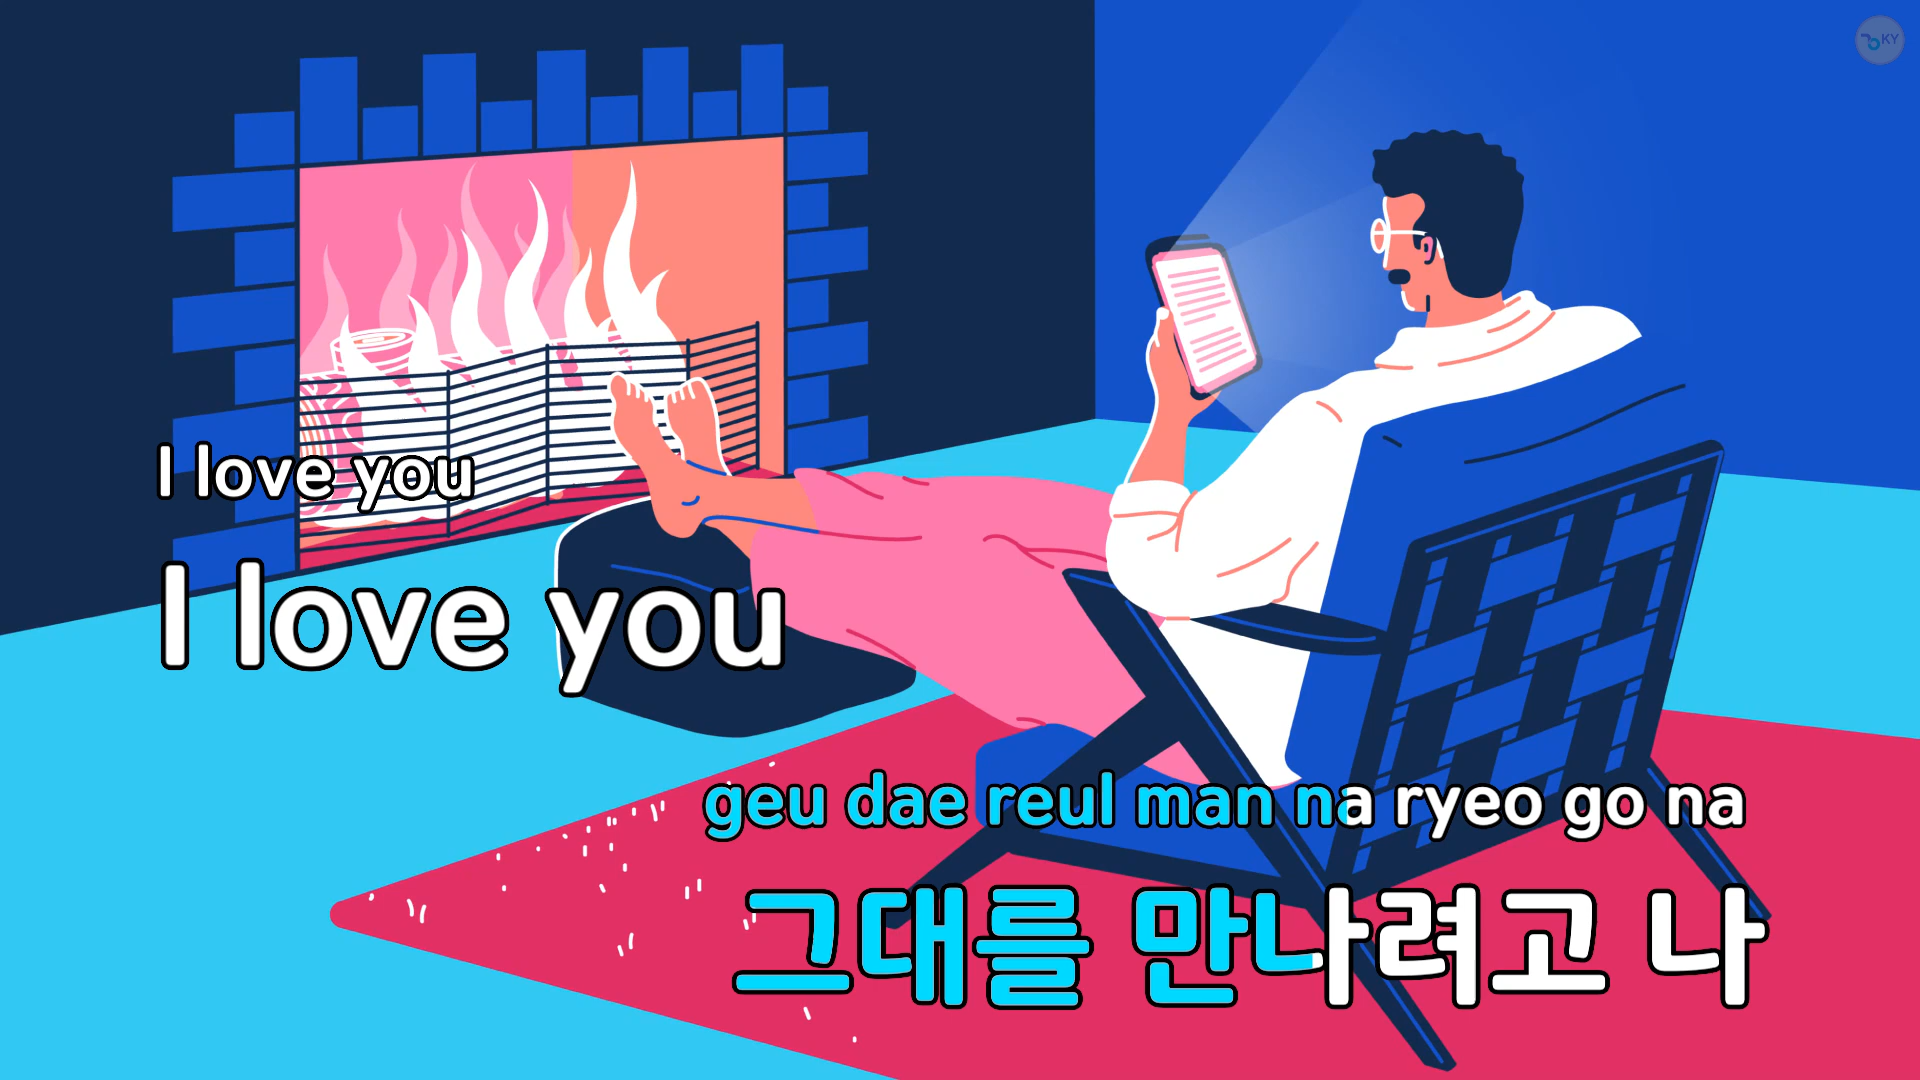 KY
I love you
I love you
geu dae reul man na ryeo go na
그대를 만나려고 나